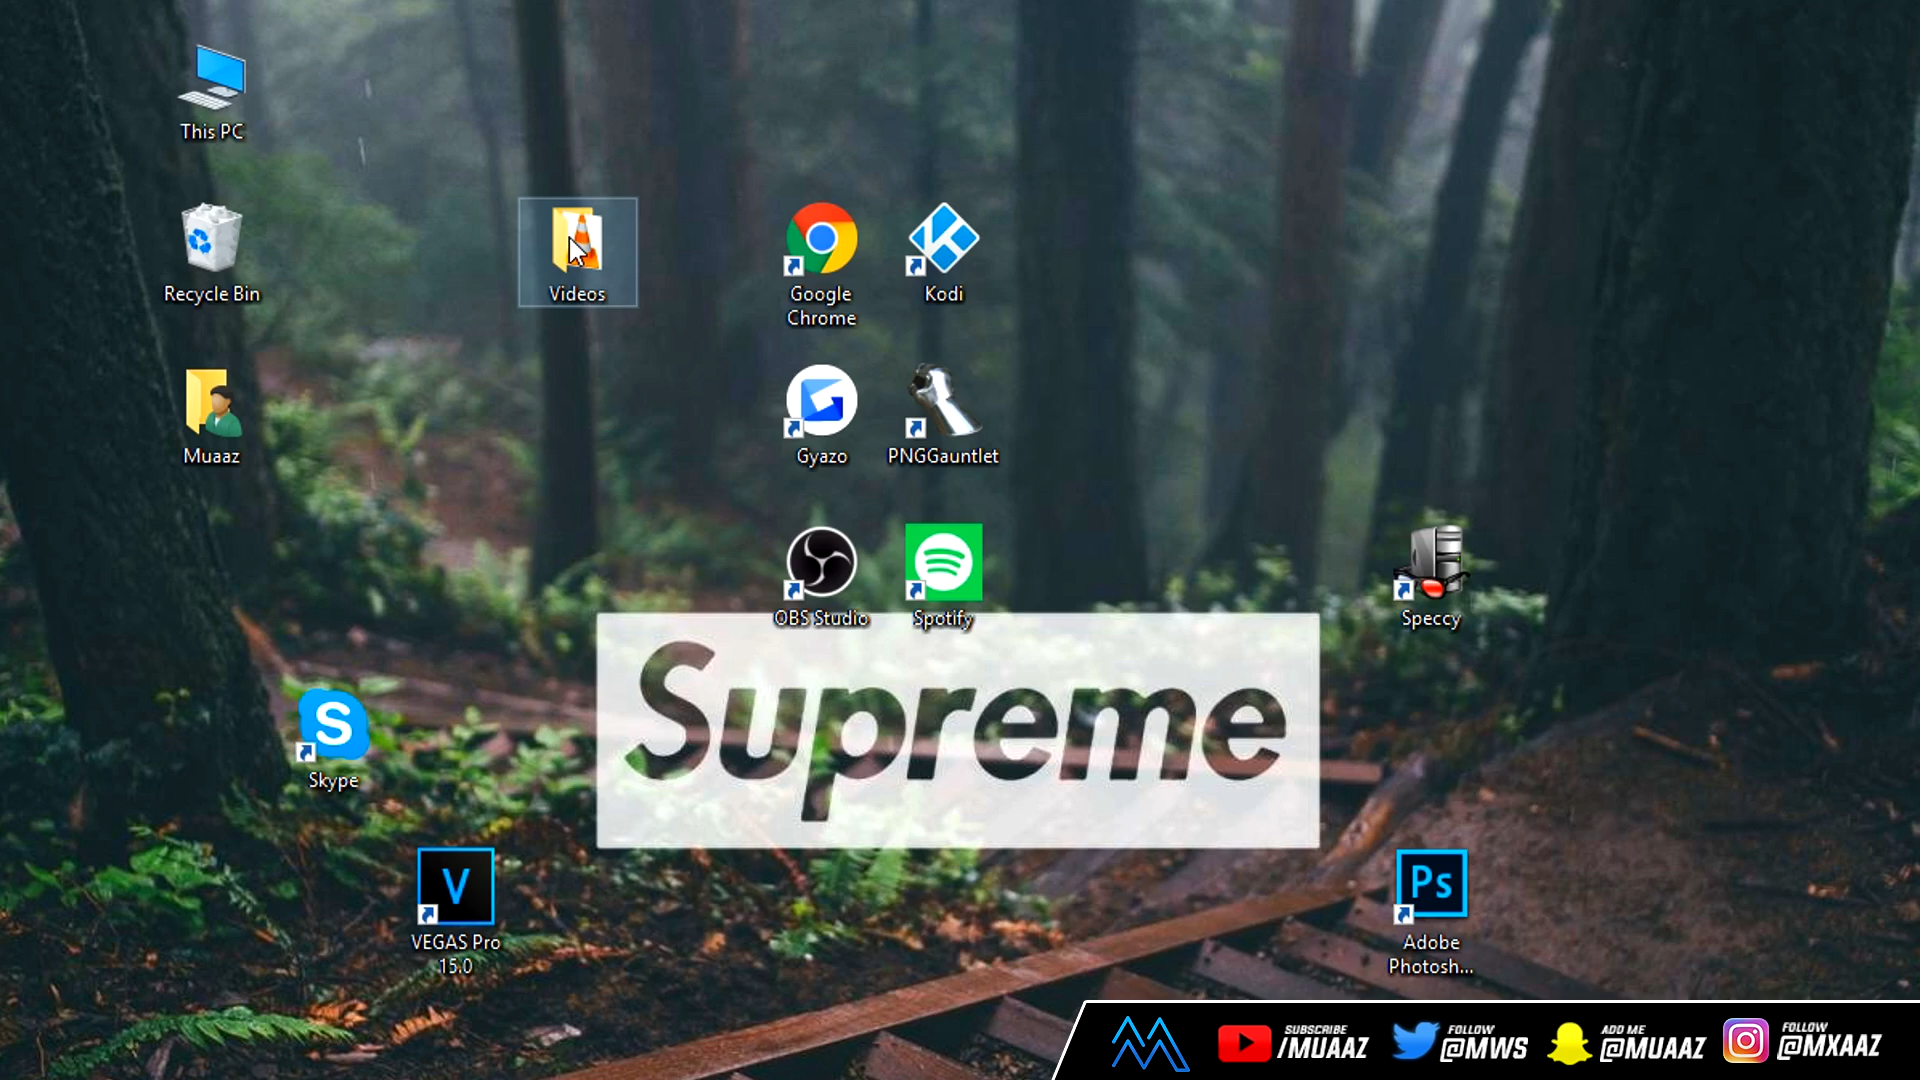 This PC
Recycle Bin
Videos
Google
Chrome
Kodi
Muaaz
Gyazo
PNGGauntlet
OBS Studio
Spotify
Speccy
Supreme
S
Skype
V
VEGAS Pro
15.0
Ps
Adobe
Photosh...
SUBSCRIBE
/MUAAZ
FOLLOW
@MWS
ADD ME
@MUAAZ
FOLLOW
@MXAAZ